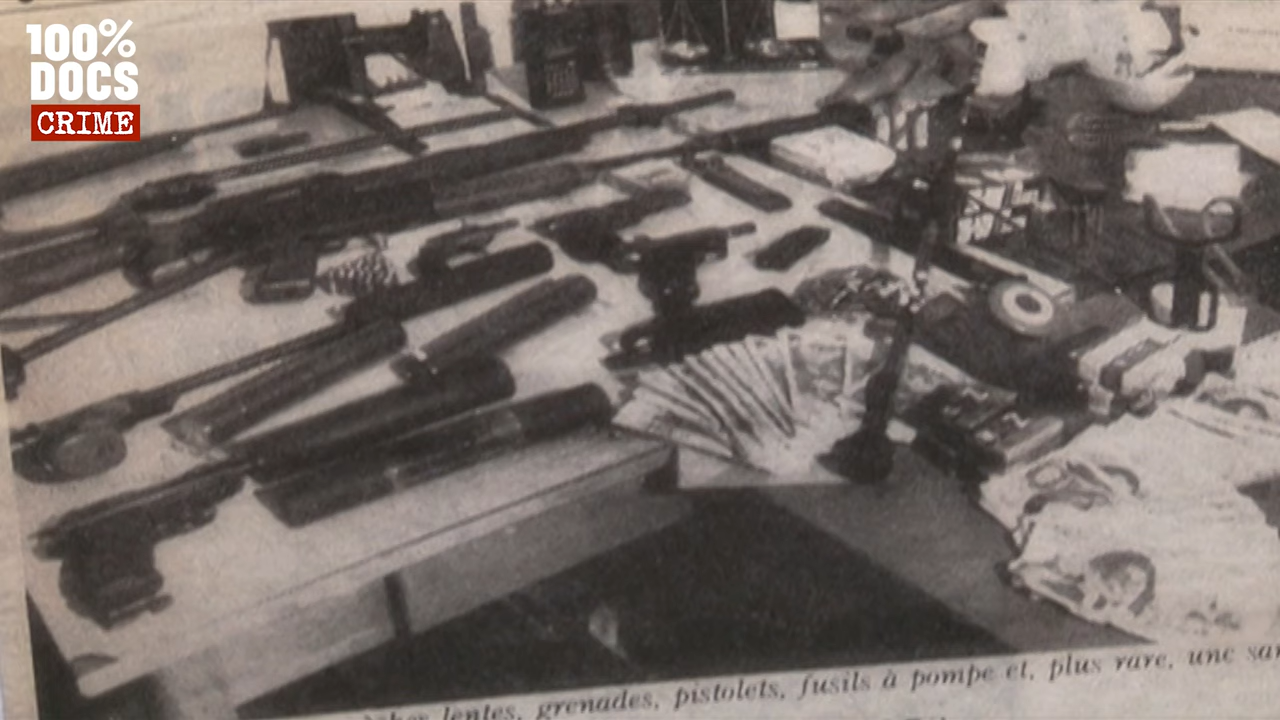 100%
DOCS
CRIME
lentes, grenades, pistolets, fusils à pompe et, plus rare, une